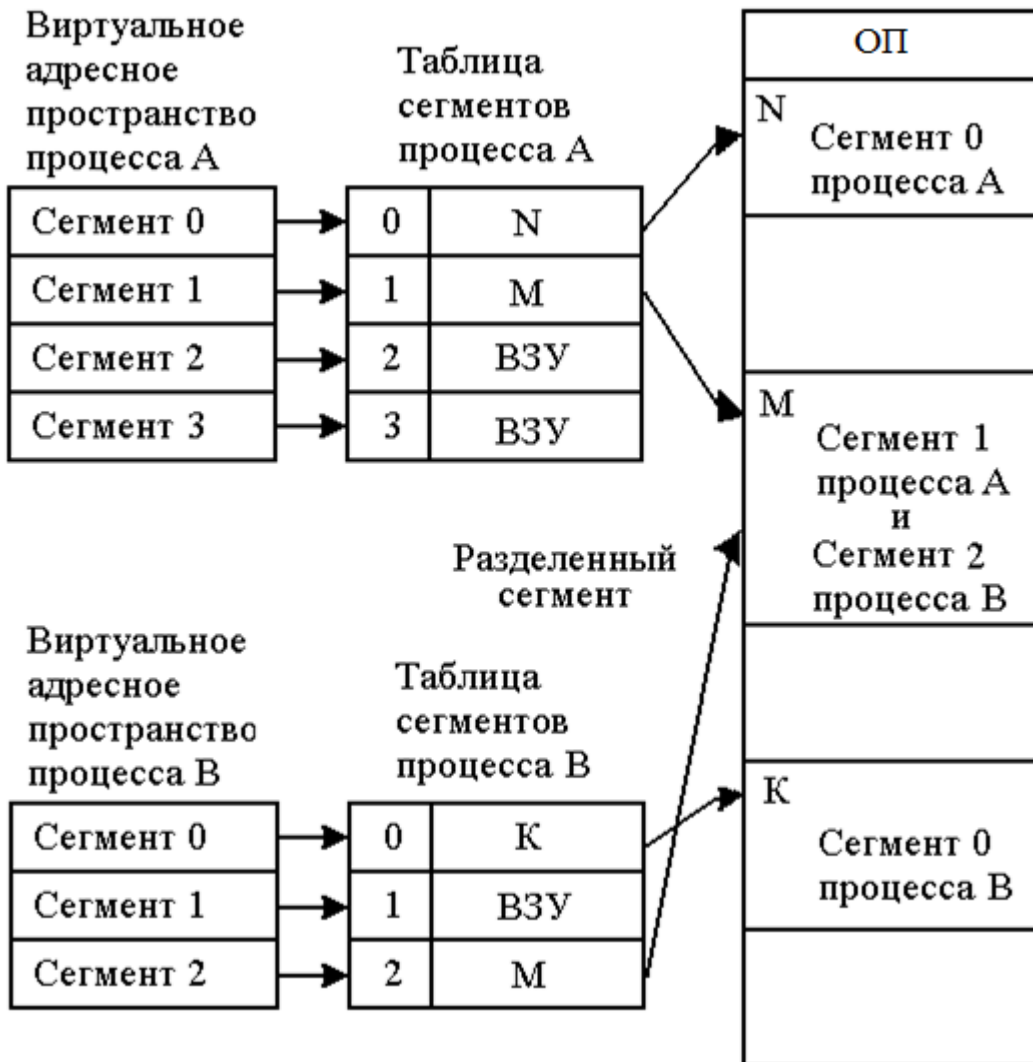 Виртуальное
адресное
пространство
процесса А
Таблица
сегментов
процесса А
Сегмент 0
0 N
Сегмент 1
1 М
Сегмент 2
2 ВЗУ
Сегмент 3
3 ВЗУ
ОП
N
Сегмент 0
процесса А
М
Сегмент 1
процесса А
и
Сегмент 2
процесса В
Разделенный
сегмент
Виртуальное
адресное
пространство
процесса В
Таблица
сегментов
процесса В
Сегмент 0
0 К
Сегмент 1
1 ВЗУ
Сегмент 2
2 М
К
Сегмент 0
процесса В